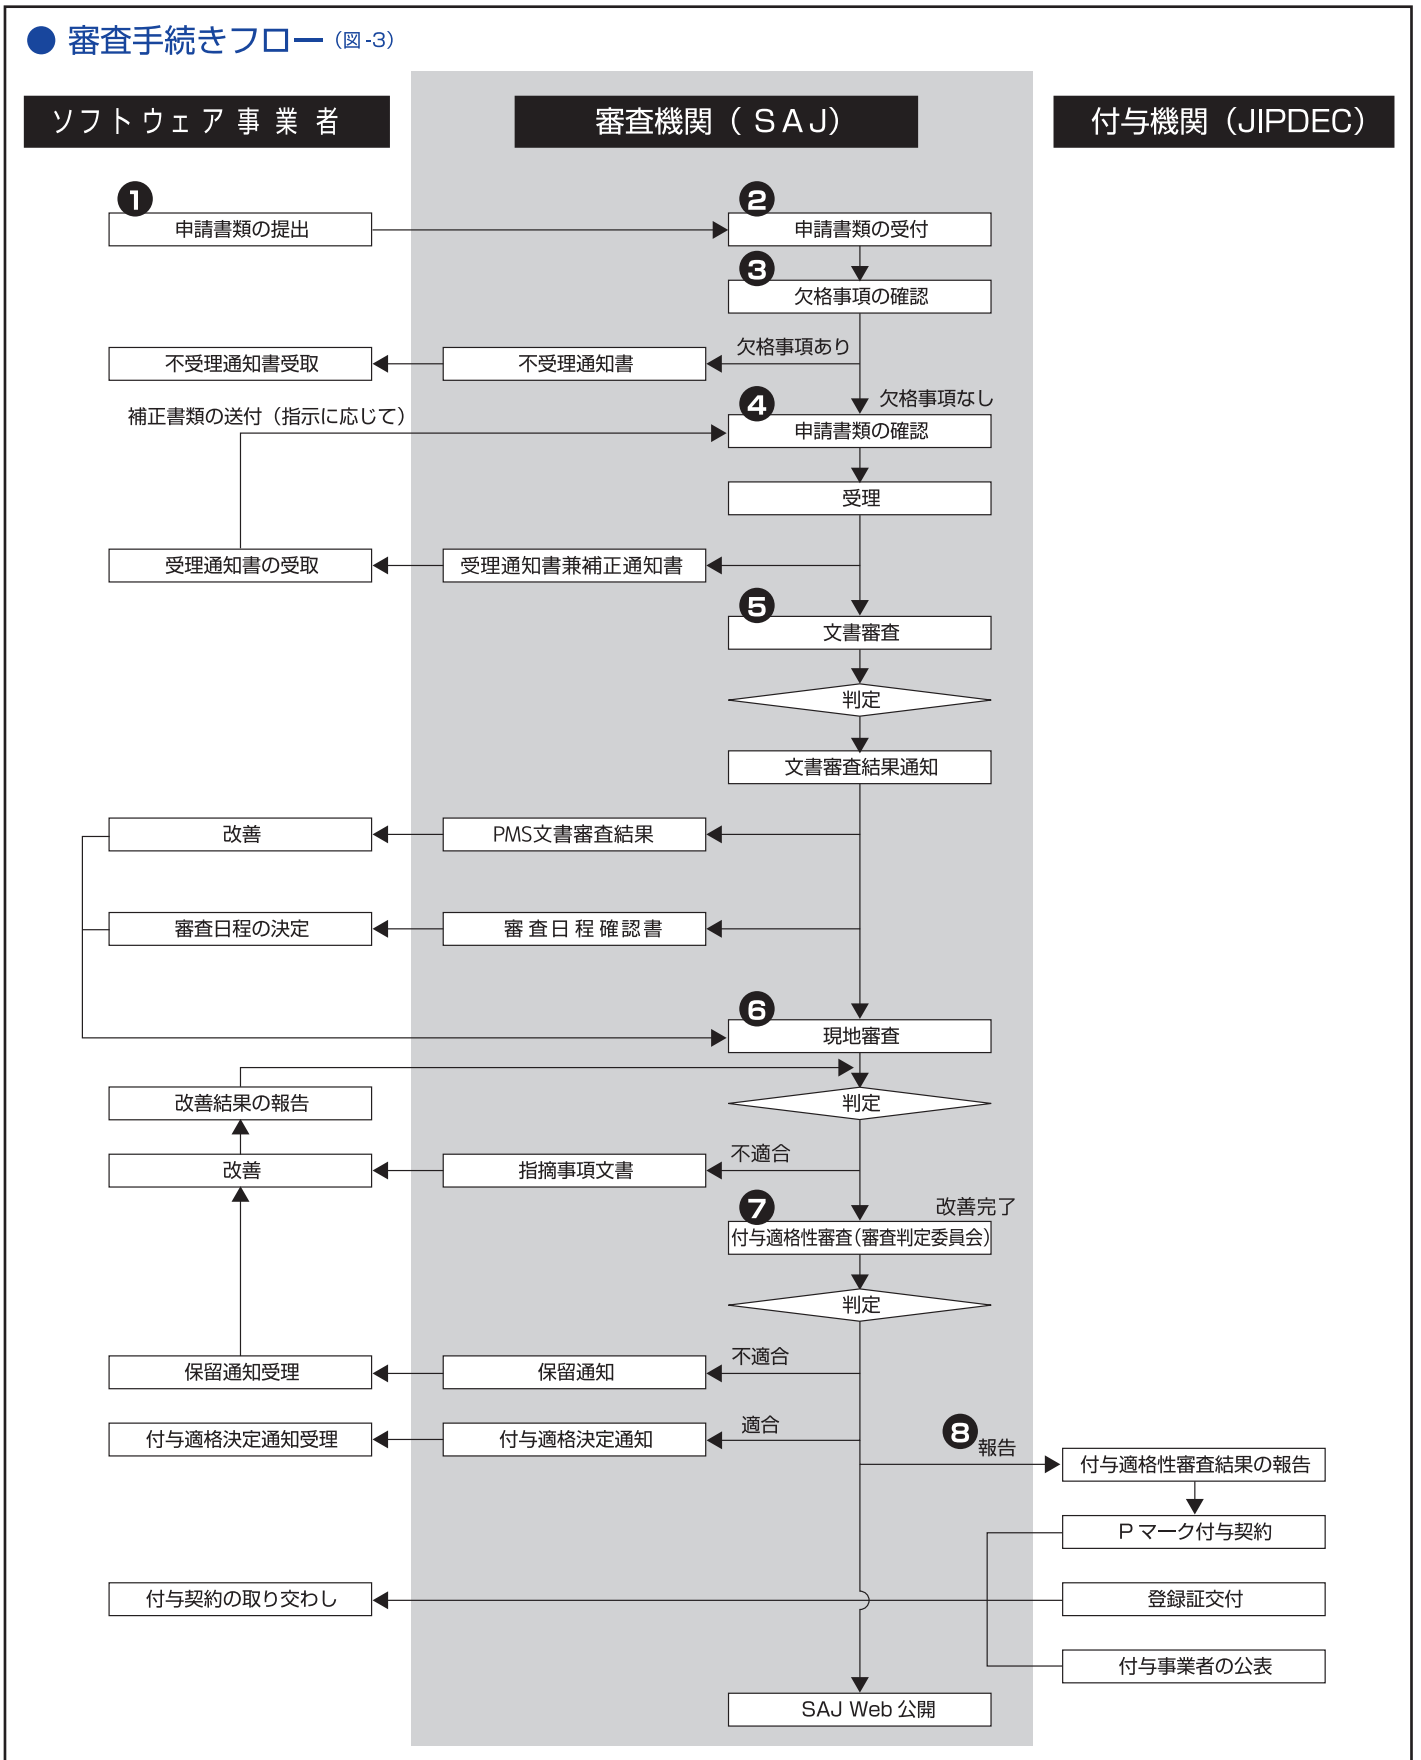 ● 審査手続きフロー（図-3）
ソフトウェア事業者
審査機関（SAJ）
付与機関（JIPDEC）
1
2
申請書類の提出
申請書類の受付
3
欠格事項の確認
欠格事項あり
不受理通知書受取
不受理通知書
欠格事項なし
4
補正書類の送付（指示に応じて）
申請書類の確認
受理
受理通知書の受取
受理通知書兼補正通知書
5
文書審査
判定
文書審査結果通知
改善
PMS文書審査結果
審査日程の決定
審査日程確認書
6
現地審査
改善結果の報告
判定
不適合
改善
指摘事項文書
7
改善完了
付与適格性審査（審査判定委員会）
判定
不適合
保留通知受理
保留通知
適合
付与適格決定通知受理
付与適格決定通知
8
報告
付与適格性審査結果の報告
P マーク付与契約
付与契約の取り交わし
登録証交付
付与事業者の公表
SAJ Web 公開